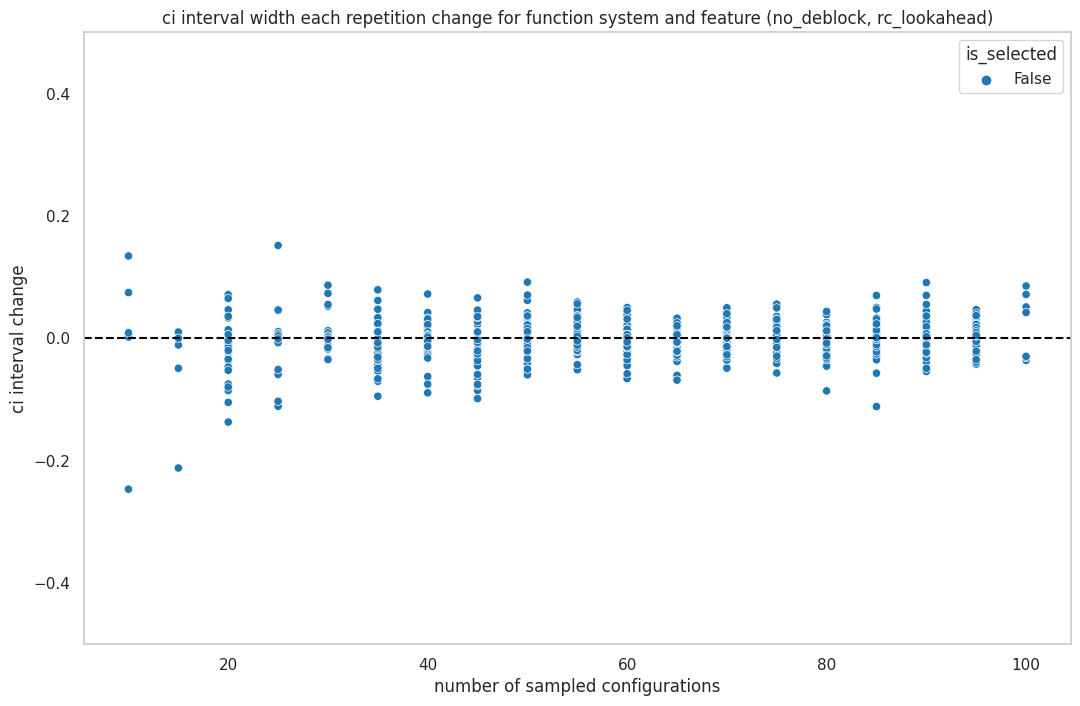 ci interval width each repetition change for function system and feature (no_deblock, rc_lookahead)
is_selected
False
ci interval change
0.4
0.2
0.0
−0.2
−0.4
20
40
60
80
100
number of sampled configurations